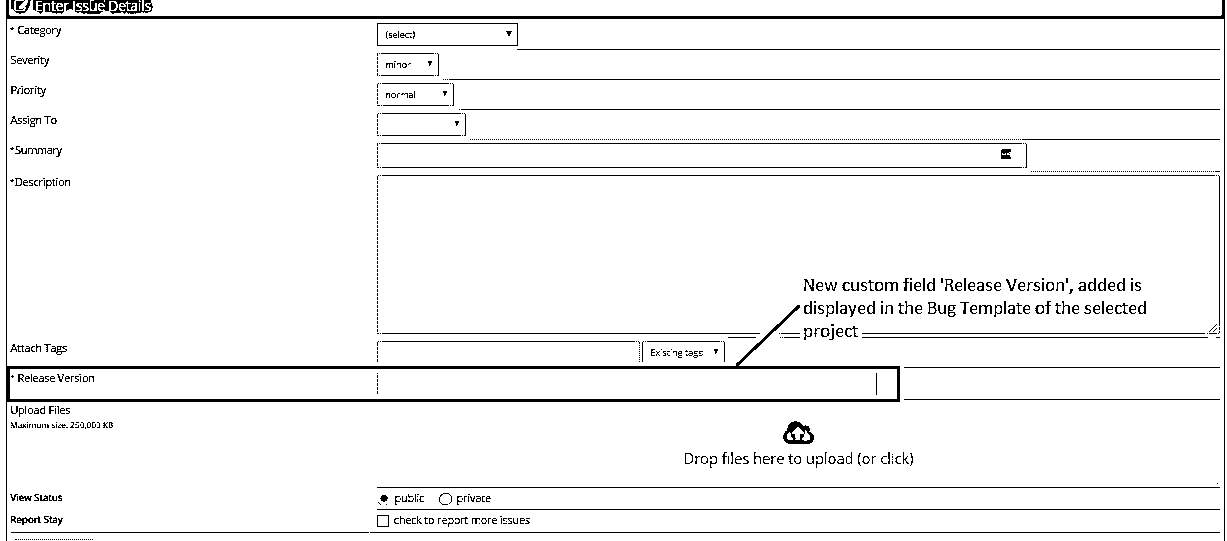 Enter Issue Details
* Category
(select)
Severity
minor
Priority
normal
Assign To
*Summary
*Description
New custom field 'Release Version', added is
displayed in the Bug Template of the selected
project
Attach Tags
Existing tags
* Release Version
Upload Files
Maximum size: 250,000 KB
Drop files here to upload (or click)
View Status
public
private
Report Stay
check to report more issues